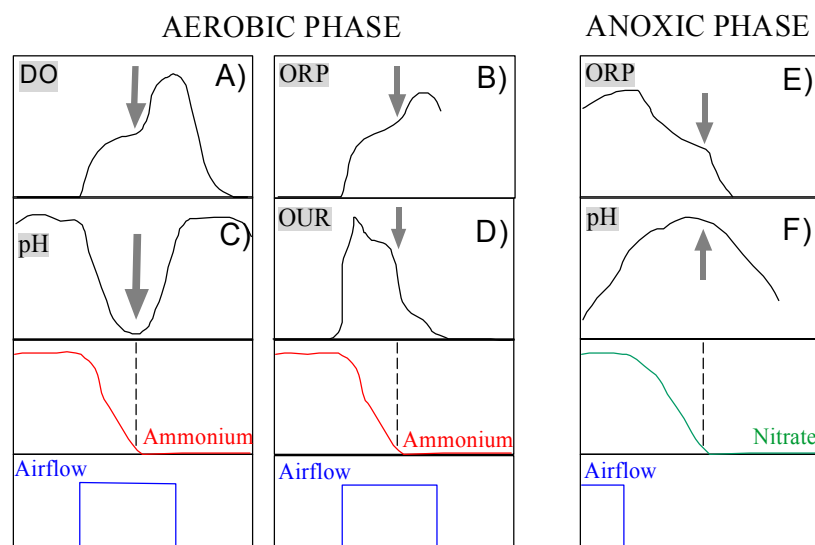 AEROBIC PHASE
ANOXIC PHASE
DO
A)
ORP
B)
ORP
E)
pH
C)
OUR
D)
pH
F)
Ammonium
Ammonium
Nitrate
Airflow
Airflow
Airflow